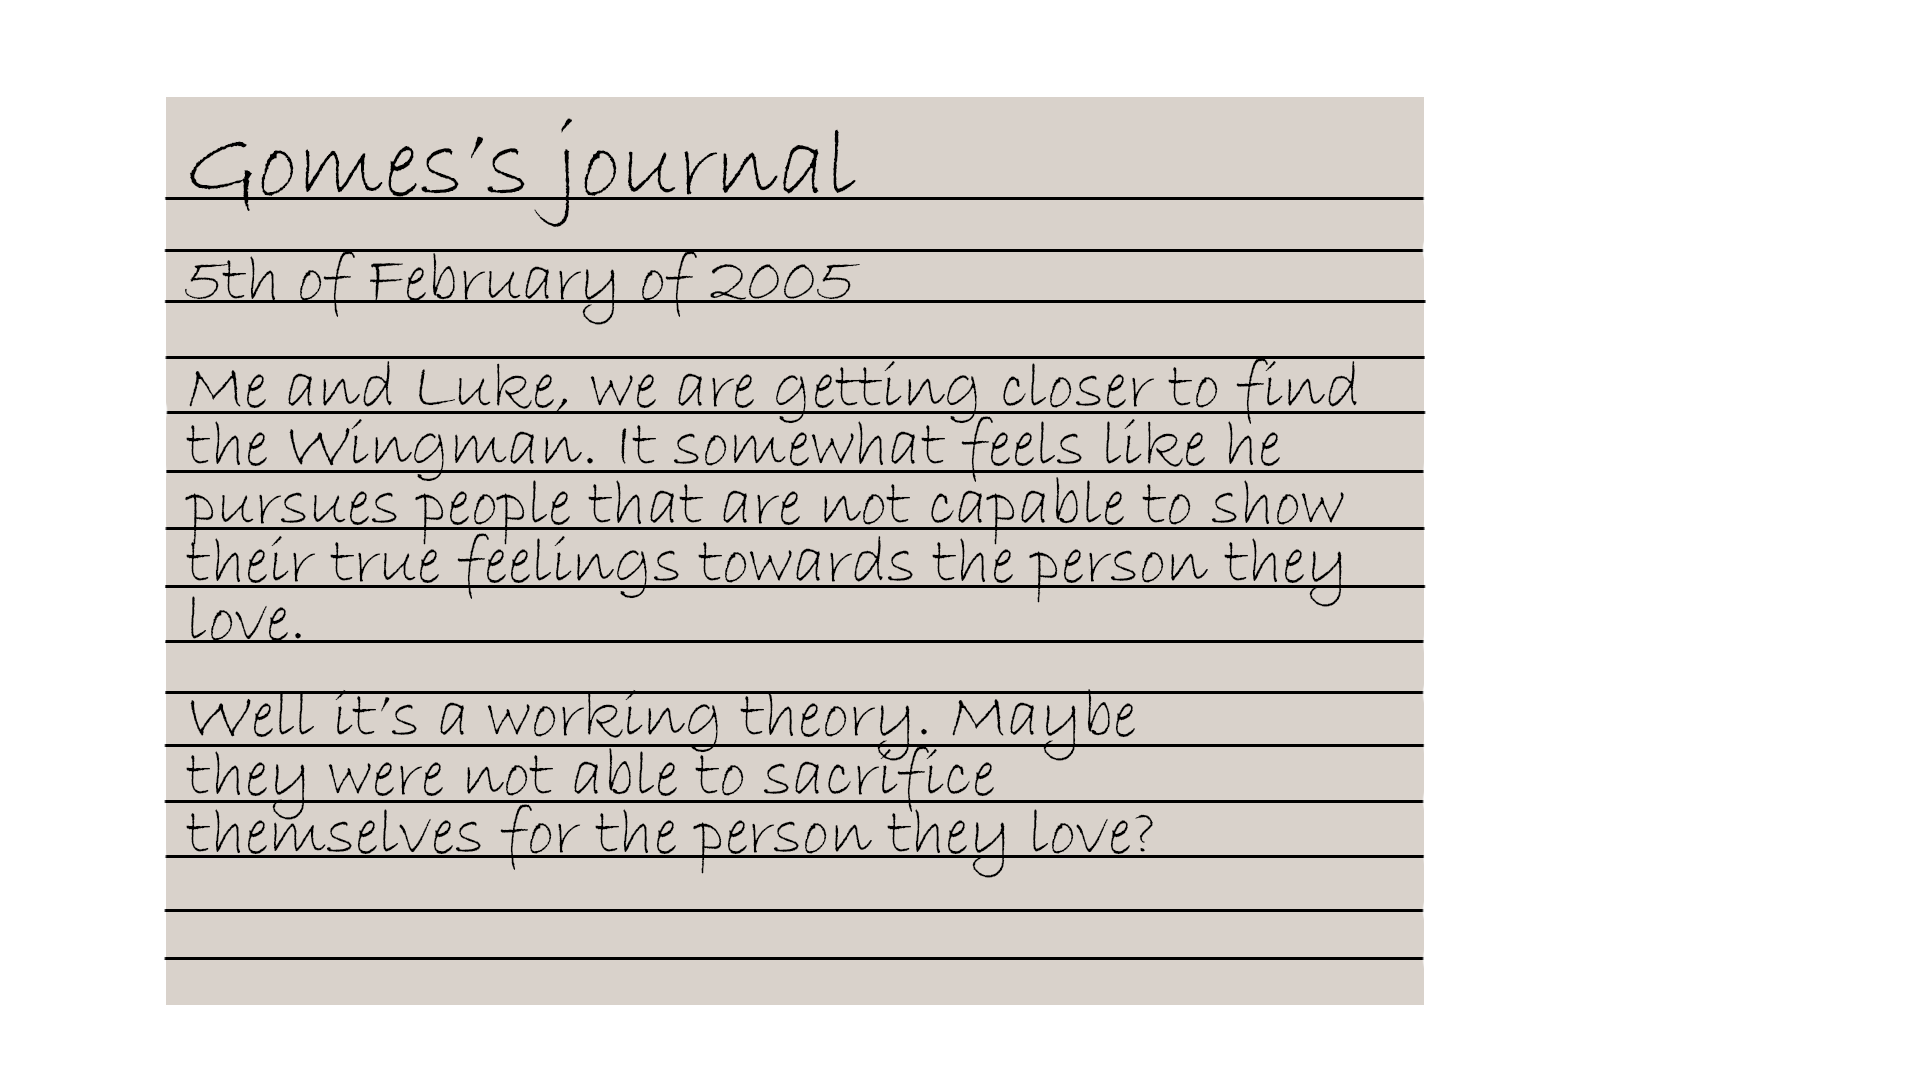 Gomes's journal
5th of February of 2005
Me and Luke, we are getting closer to find
the Wingman. It somewhat feels like he
pursues people that are not capable to show
their true feelings towards the person they
love.
Well it's a working theory. Maybe
they were not able to sacrifice
themselves for the person they love?